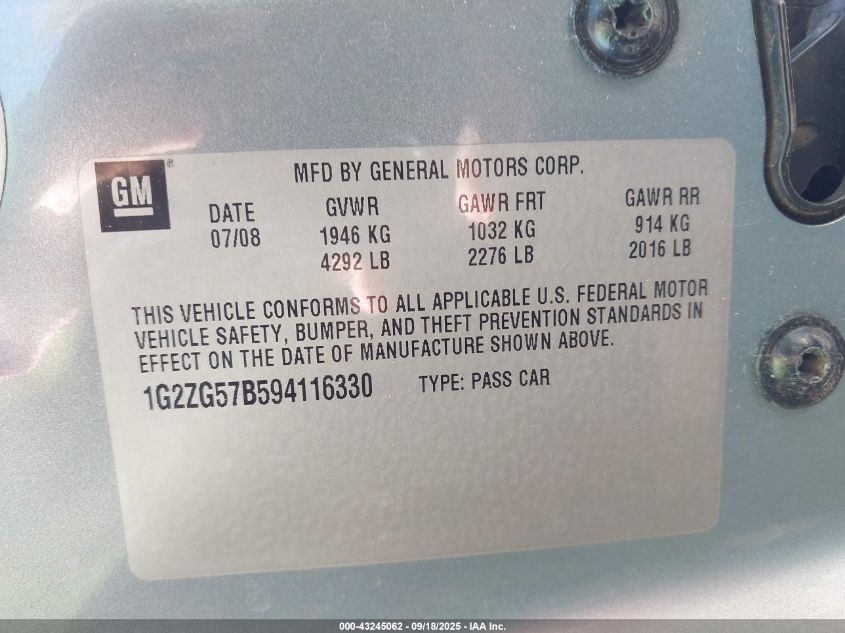 GM ®
MFD BY GENERAL MOTORS CORP.
DATE GVWR GAWR FRT GAWR RR
07/08 1946 KG 1032 KG 914 KG
4292 LB 2276 LB 2016 LB
THIS VEHICLE CONFORMS TO ALL APPLICABLE U.S. FEDERAL MOTOR
VEHICLE SAFETY, BUMPER, AND THEFT PREVENTION STANDARDS IN
EFFECT ON THE DATE OF MANUFACTURE SHOWN ABOVE.
1G2ZG57B594116330 TYPE: PASS CAR
000-43245062 - 09/18/2025 - IAA Inc.